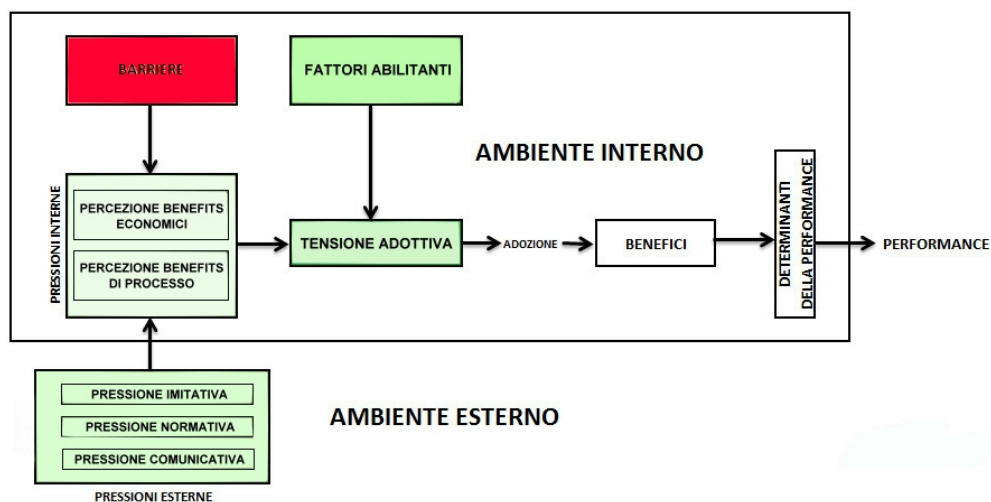 BARRIERE
FATTORI ABILITANTI
AMBIENTE INTERNO
PRESSIONI INTERNE
PERCEZIONE BENEFITS
ECONOMICI
PERCEZIONE BENEFITS
DI PROCESSO
TENSIONE ADOTTIVA
ADOZIONE
BENEFICI
DETERMINANTI
DELLA PERFORMANCE
PERFORMANCE
PRESSIONE IMITATIVA
PRESSIONE NORMATIVA
PRESSIONE COMUNICATIVA
PRESSIONI ESTERNE
AMBIENTE ESTERNO